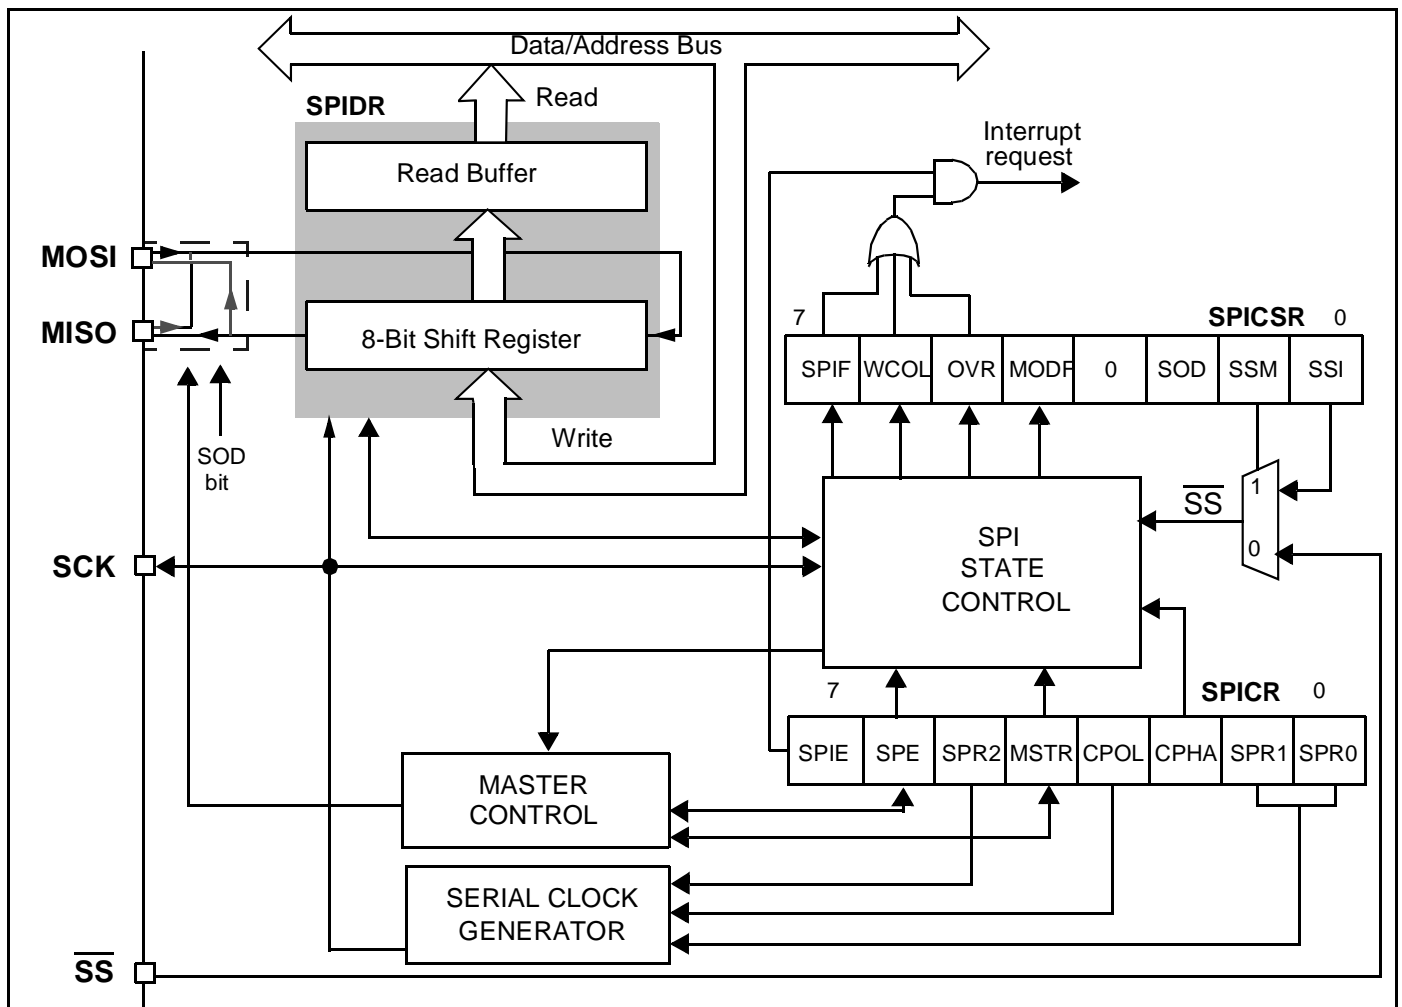 Data/Address Bus
SPIDR
Read
Interrupt
request
Read Buffer
MOSI
MISO
8-Bit Shift Register
7
SPICSR
0
SPIF
WCOL
OVR
MODF
0
SOD
SSM
SSI
Write
SOD
bit
1
SS
0
SPI
STATE
CONTROL
SCK
7
SPICR
0
SPIE
SPE
SPR2
MSTR
CPOL
CPHA
SPR1
SPR0
MASTER
CONTROL
SERIAL CLOCK
GENERATOR
SS